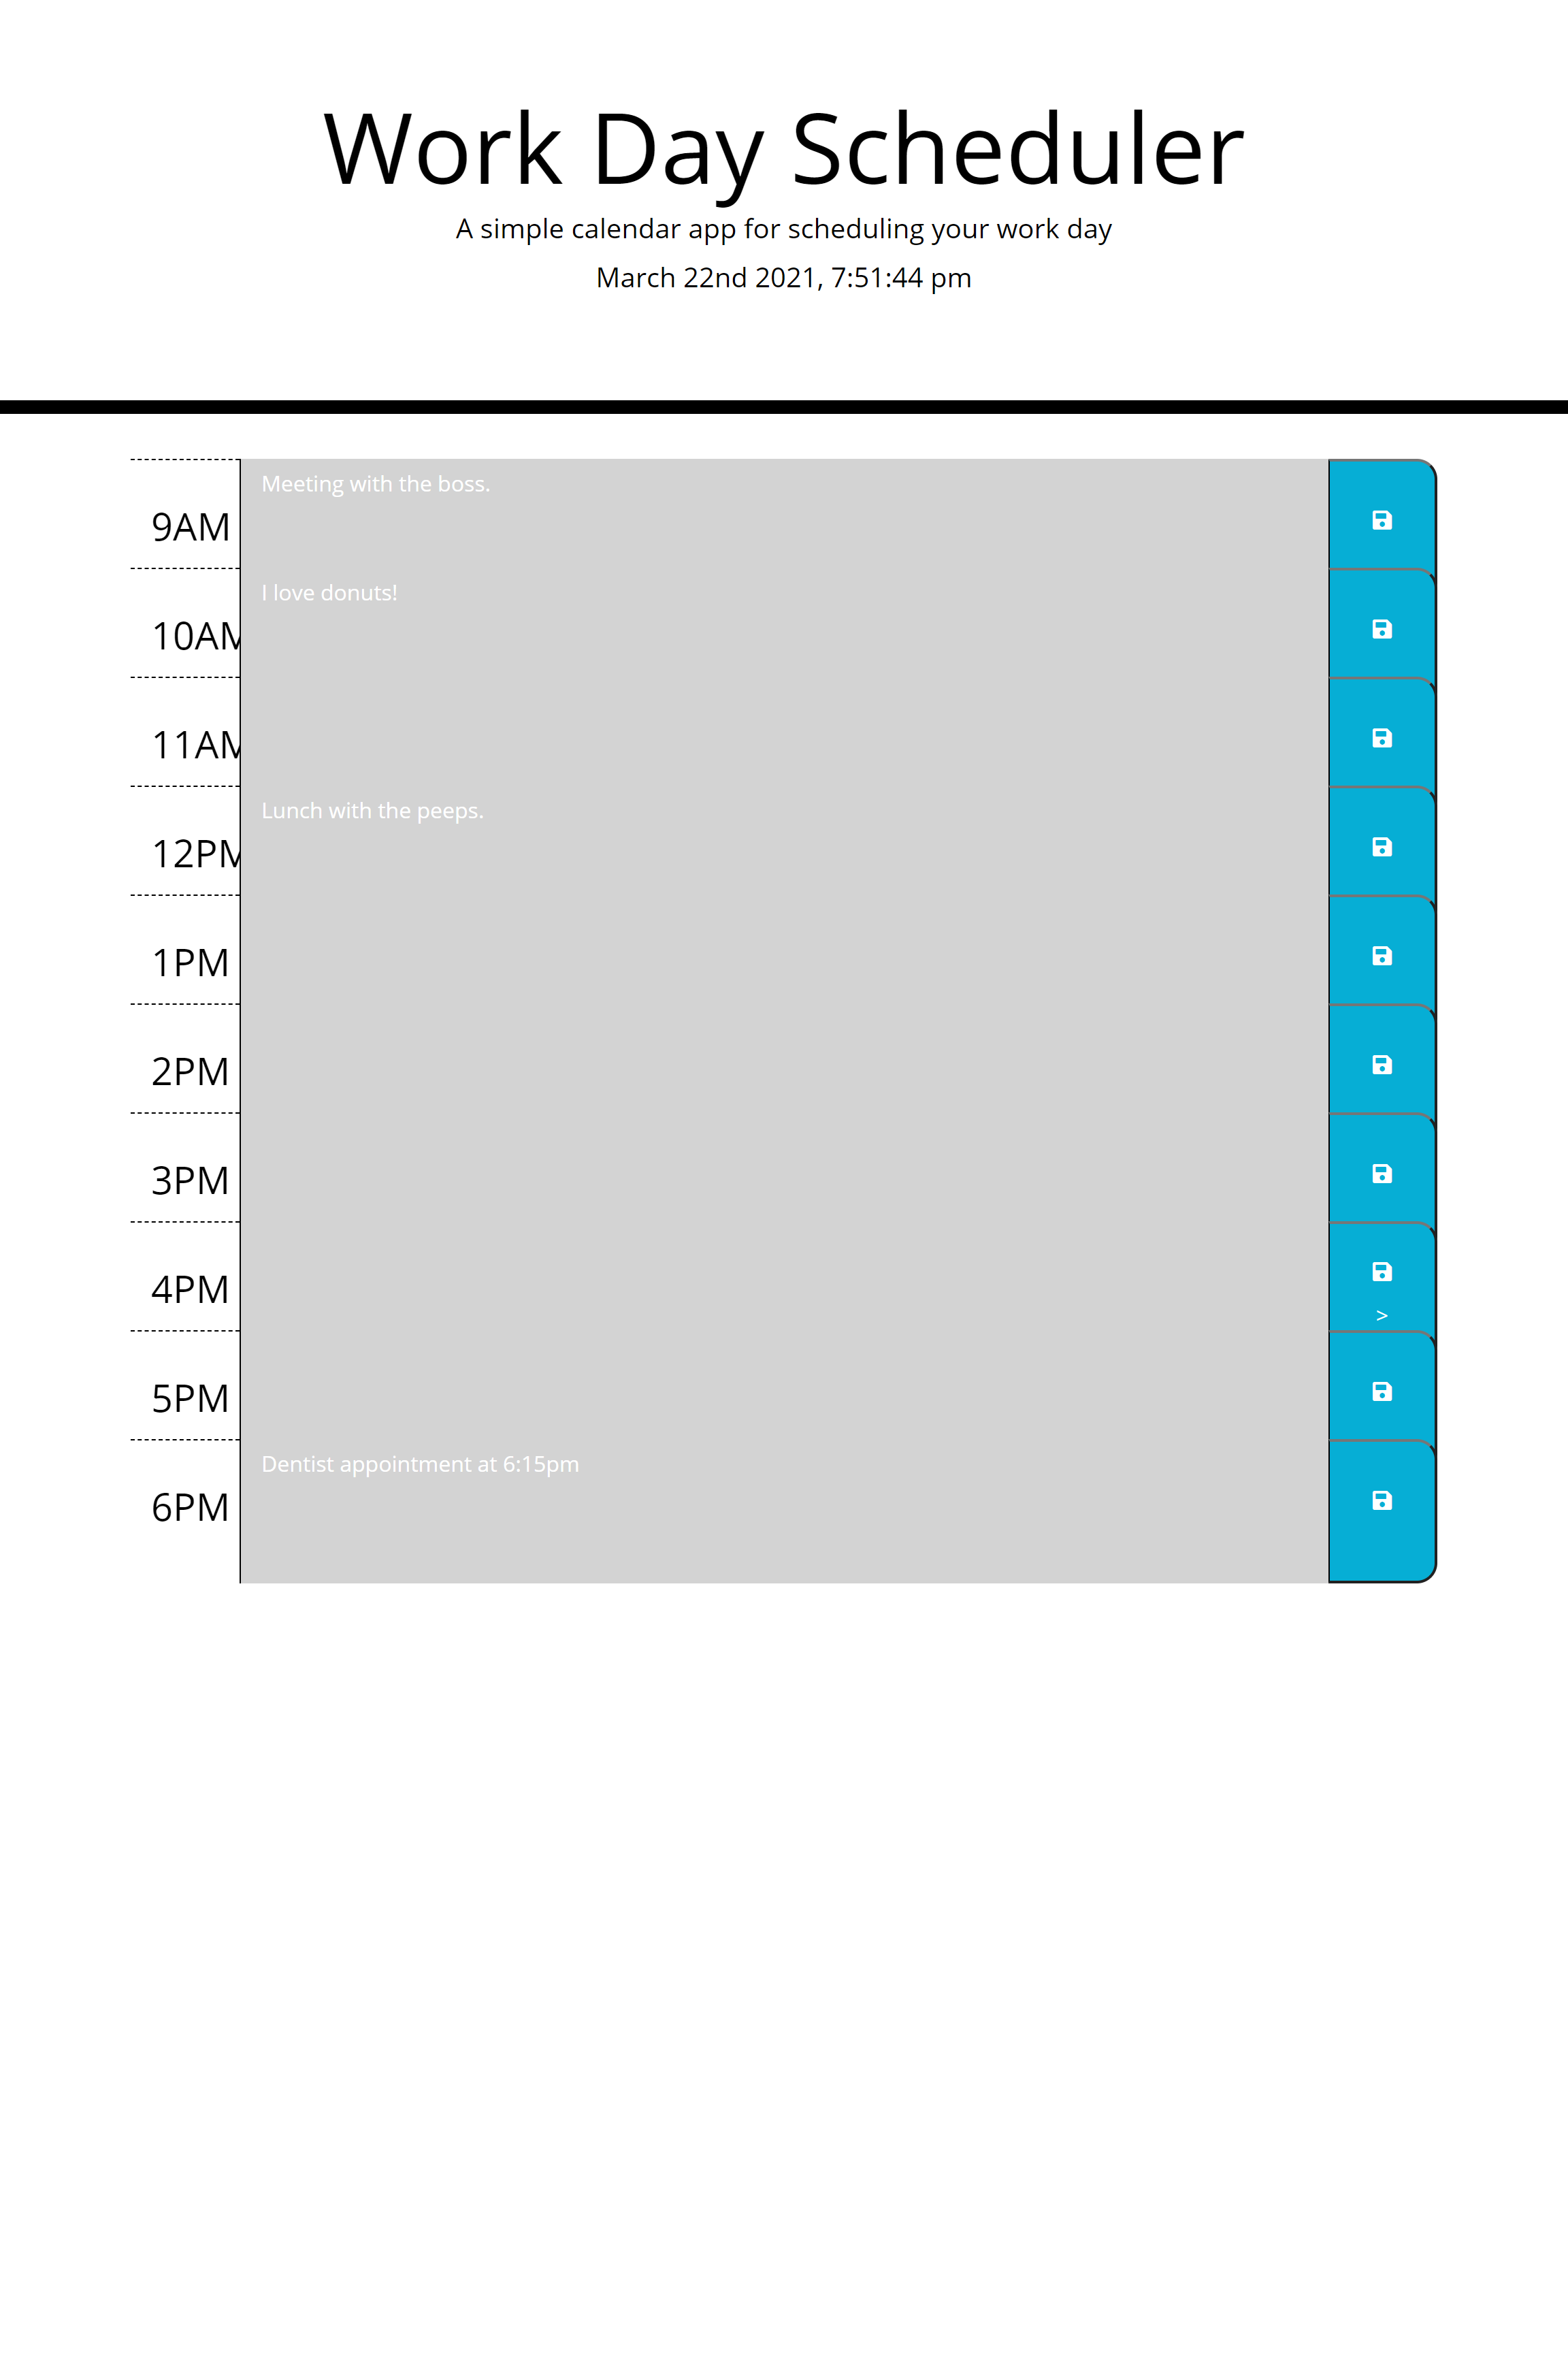 Work Day Scheduler
A simple calendar app for scheduling your work day
March 22nd 2021, 7:51:44 pm
Meeting with the boss.
9AM
I love donuts!
10AM
11AM
Lunch with the peeps.
12PM
1PM
2PM
3PM
4PM
>
5PM
Dentist appointment at 6:15pm
6PM